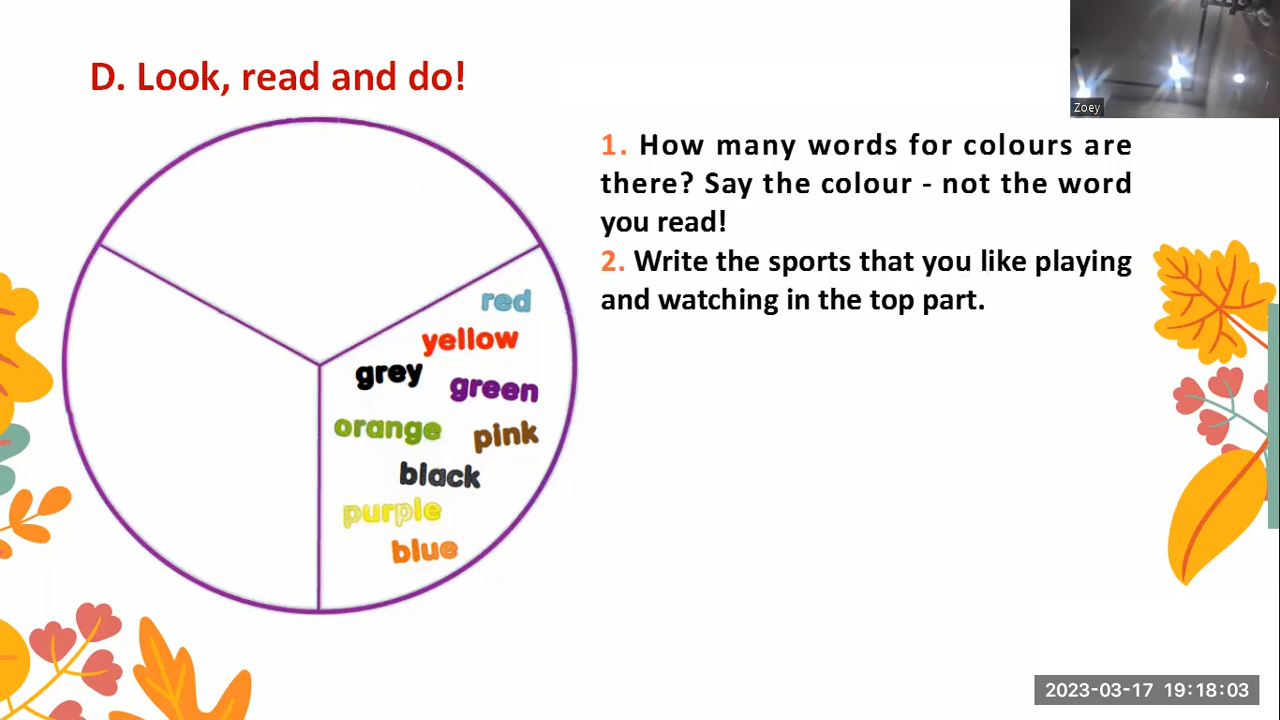 D. Look, read and do!
Zoey
1. How many words for colours are
there? Say the colour - not the word
you read!
2. Write the sports that you like playing
and watching in the top part.
red
yellow
grey
green
orange
pink
black
purple
blue
2023-03-17 19:18:03